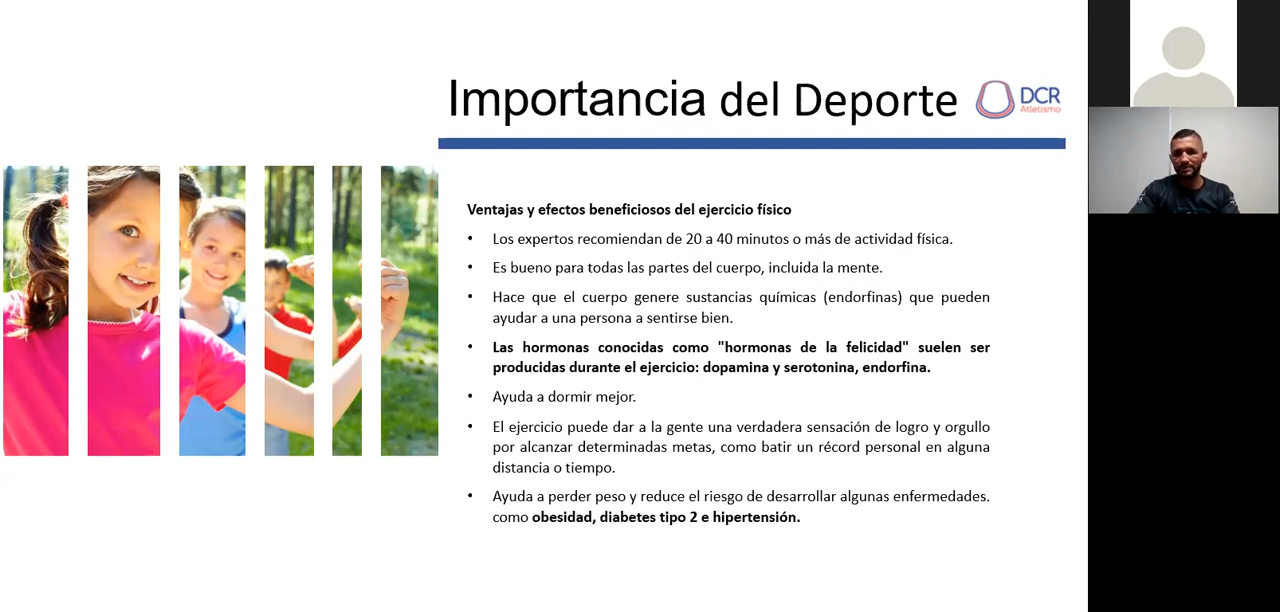 Importancia del Deporte
DCR
Atletismo
Ventajas y efectos beneficiosos del ejercicio físico
• Los expertos recomiendan de 20 a 40 minutos o más de actividad física.
• Es bueno para todas las partes del cuerpo, incluida la mente.
• Hace que el cuerpo genere sustancias químicas (endorfinas) que pueden
ayudar a una persona a sentirse bien.
• Las hormonas conocidas como "hormonas de la felicidad" suelen ser
producidas durante el ejercicio: dopamina y serotonina, endorfina.
• Ayuda a dormir mejor.
• El ejercicio puede dar a la gente una verdadera sensación de logro y orgullo
por alcanzar determinadas metas, como batir un récord personal en alguna
distancia o tiempo.
• Ayuda a perder peso y reduce el riesgo de desarrollar algunas enfermedades.
como obesidad, diabetes tipo 2 e hipertensión.